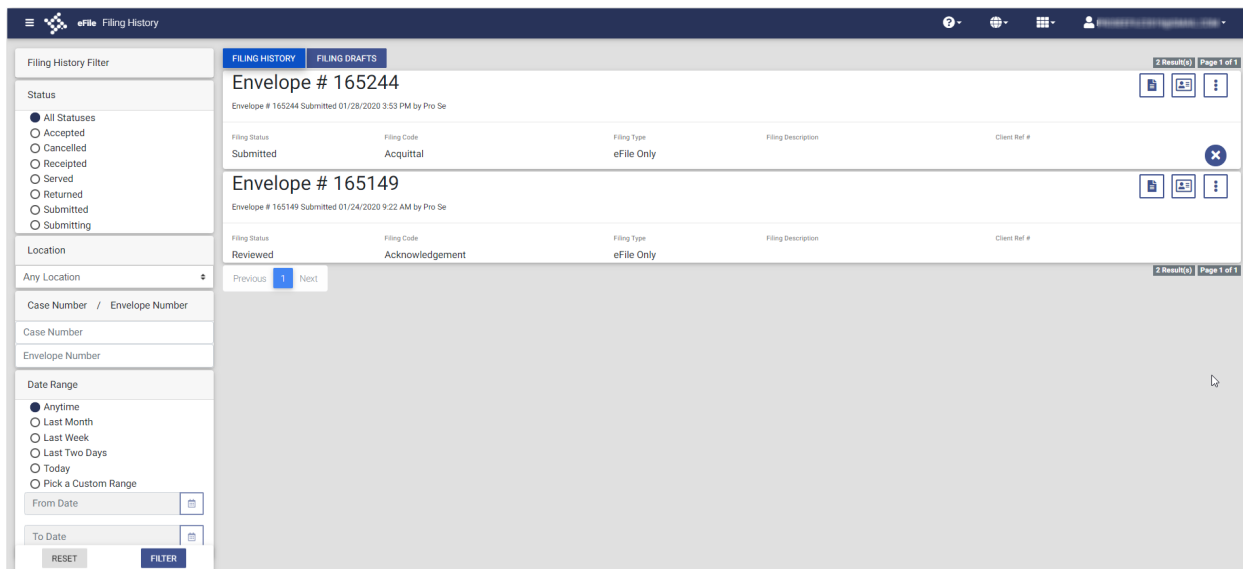 eFile Filing History
Filing History Filter
Status
All Statuses
Accepted
Cancelled
Receipted
Served
Returned
Submitted
Submitting
Location
Any Location
Case Number / Envelope Number
Case Number
Envelope Number
Date Range
Anytime
Last Month
Last Week
Last Two Days
Today
Pick a Custom Range
From Date
To Date
RESET FILTER
FILING HISTORY FILING DRAFTS
2 Result(s) Page 1 of 1
Envelope # 165244
Envelope # 165244 Submitted 01/28/2020 3:53 PM by Pro Se
Filing Status Filing Code Filing Type Filing Description Client Ref #
Submitted Acquittal eFile Only
Envelope # 165149
Envelope # 165149 Submitted 01/24/2020 9:22 AM by Pro Se
Filing Status Filing Code Filing Type Filing Description Client Ref #
Reviewed Acknowledgement eFile Only
Previous 1 Next
2 Result(s) Page 1 of 1